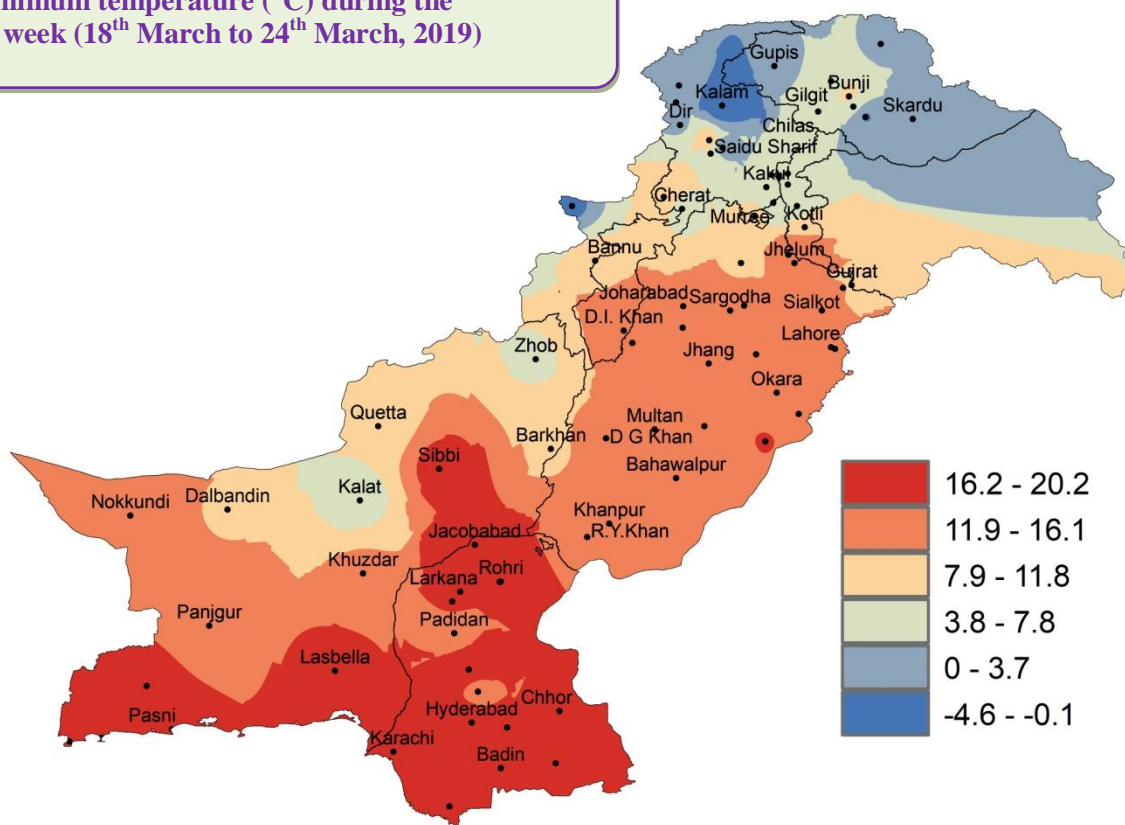 temperature (°C) during the
week (18th March to 24th March, 2019)
Gupis
Bunji
Kalam
Gilgit
Skardu
Dir
Chilas
Saidu Sharif
Kakul
Cherat
Murree
Kotli
Bannu
Jhelum
Gujrat
Joharabad
Sargodha
Sialkot
D.I. Khan
Lahore
Zhob
Jhang
Okara
Quetta
Multan
Barkhan
D G Khan
Sibbi
Bahawalpur
Kalat
Nokkundi
Dalbandin
Khanpur
R.Y.Khan
Jacobabad
Khuzdar
Rohri
Larkana
Panjgur
Padidan
Lasbella
Chhor
Pasni
Hyderabad
Karachi
Badin
16.2 - 20.2
11.9 - 16.1
7.9 - 11.8
3.8 - 7.8
0 - 3.7
-4.6 - -0.1